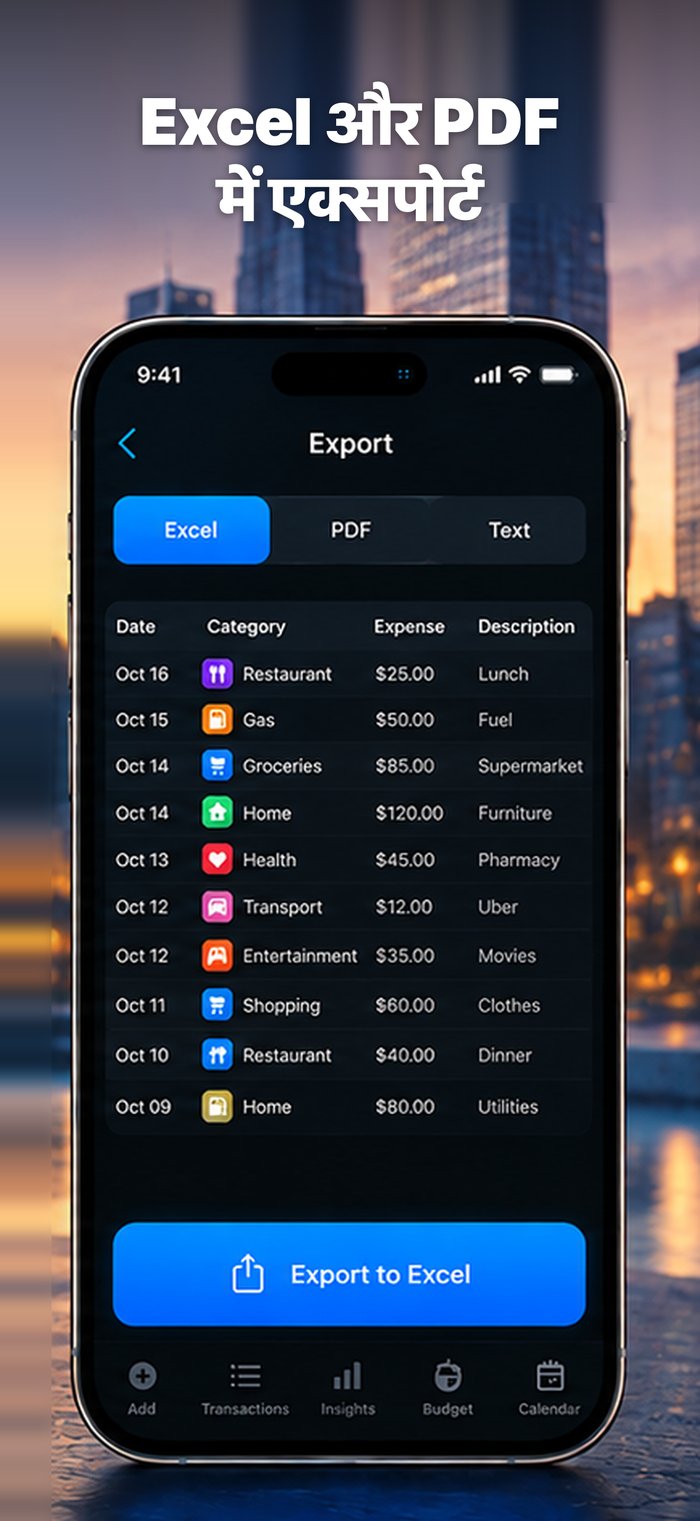 Excel और PDF
में एक्सपोर्ट
9:41
Export
Excel PDF Text
Date Category Expense Description
Oct 16 Restaurant $25.00 Lunch
Oct 15 Gas $50.00 Fuel
Oct 14 Groceries $85.00 Supermarket
Oct 14 Home $120.00 Furniture
Oct 13 Health $45.00 Pharmacy
Oct 12 Transport $12.00 Uber
Oct 12 Entertainment $35.00 Movies
Oct 11 Shopping $60.00 Clothes
Oct 10 Restaurant $40.00 Dinner
Oct 09 Home $80.00 Utilities
Export to Excel
Add Transactions Insights Budget Calendar